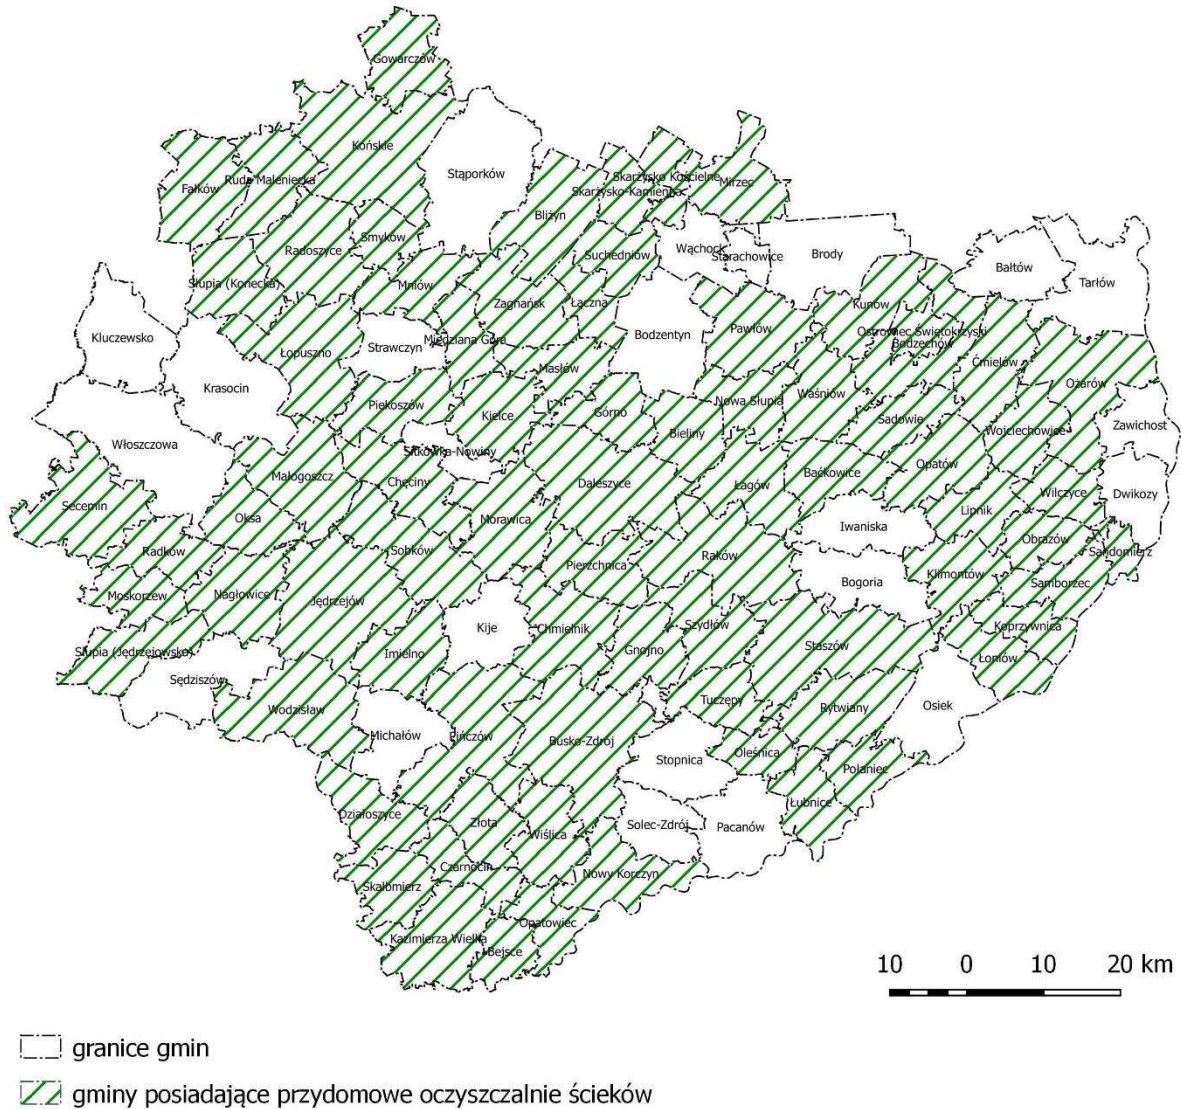 Gowarczów
Końskie
Stąporków
Ruda Maleniecka
Fałków
Skarżysko Kościelne
Mirzec
Skarżysko-Kamienna
Bliżyn
Smyków
Radoszyce
Suchedniów
Wąchock
Starachowice
Brody
Bałtów
Tarłów
Słupia (Konecka)
Mniów
Zagnańsk
Łączna
Kunów
Kluczewsko
Strawczyn
Miedziana Góra
Bodzentyn
Pawłów
Ostrowiec Świętokrzyski
Bodzechów
Łopuszno
Ćmielów
Masłów
Ożarów
Krasocin
Piekoszów
Kielce
Górno
Nowa Słupia
Waśniów
Sadowie
Wojciechowice
Zawichost
Włoszczowa
Sitkówka-Nowiny
Bieliny
Małogoszcz
Chęciny
Daleszyce
Łagów
Baćkowice
Opatów
Wilczyce
Dwikozy
Secemin
Oksa
Morawica
Iwaniska
Lipnik
Obrazów
Sandomierz
Radków
Sobków
Pierzchnica
Raków
Bogoria
Klimontów
Samborzec
Moskorzew
Nagłowice
Jędrzejów
Kije
Chmielnik
Szydłów
Koprzywnica
Słupia (Jędrzejowsko)
Imielno
Gnojno
Staszów
Łoniów
Sędziszów
Wodzisław
Tuczępy
Rytwiany
Osiek
Michałów
Pińczów
Busko-Zdrój
Stopnica
Oleśnica
Połaniec
Łubnice
Działoszyce
Złota
Wiślica
Solec-Zdrój
Pacanów
Czarnocin
Skalbmierz
Nowy Korczyn
Opatowiec
Kazimierza Wielka
Bejsce
10 0 10 20 km
granice gmin
gminy posiadające przydomowe oczyszczalnie ścieków